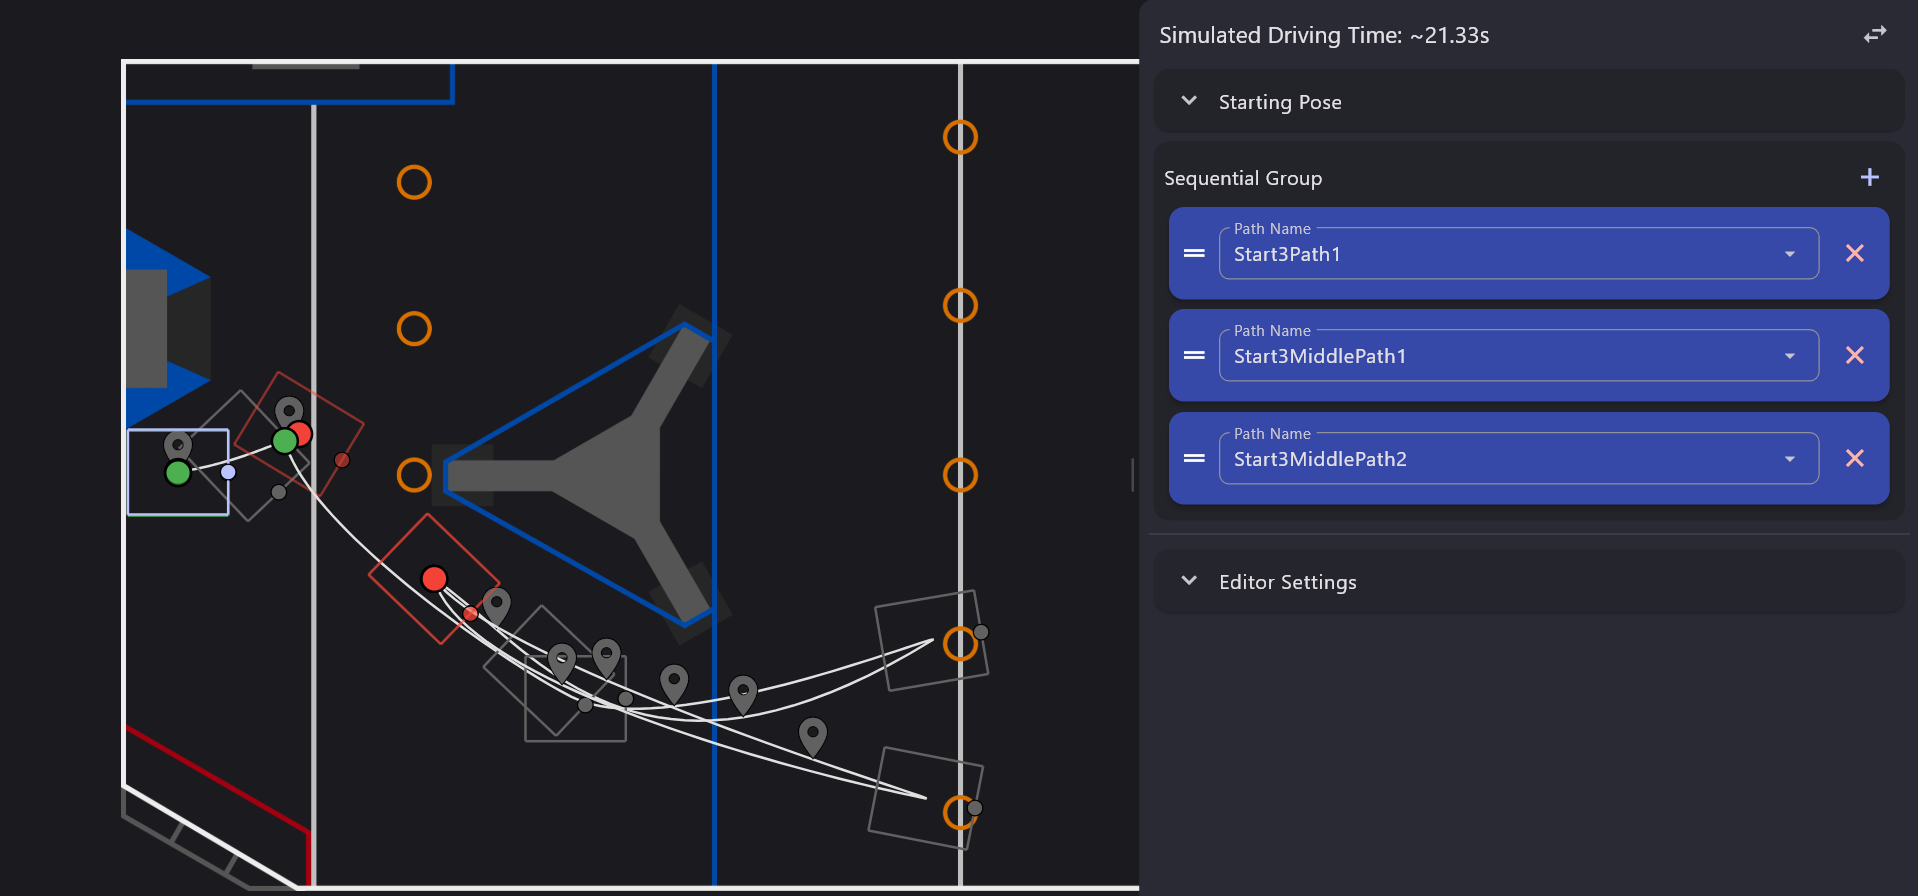 Simulated Driving Time: ~21.33s
Starting Pose
Sequential Group
Path Name
Start3Path1
Path Name
Start3MiddlePath1
Path Name
Start3MiddlePath2
Editor Settings